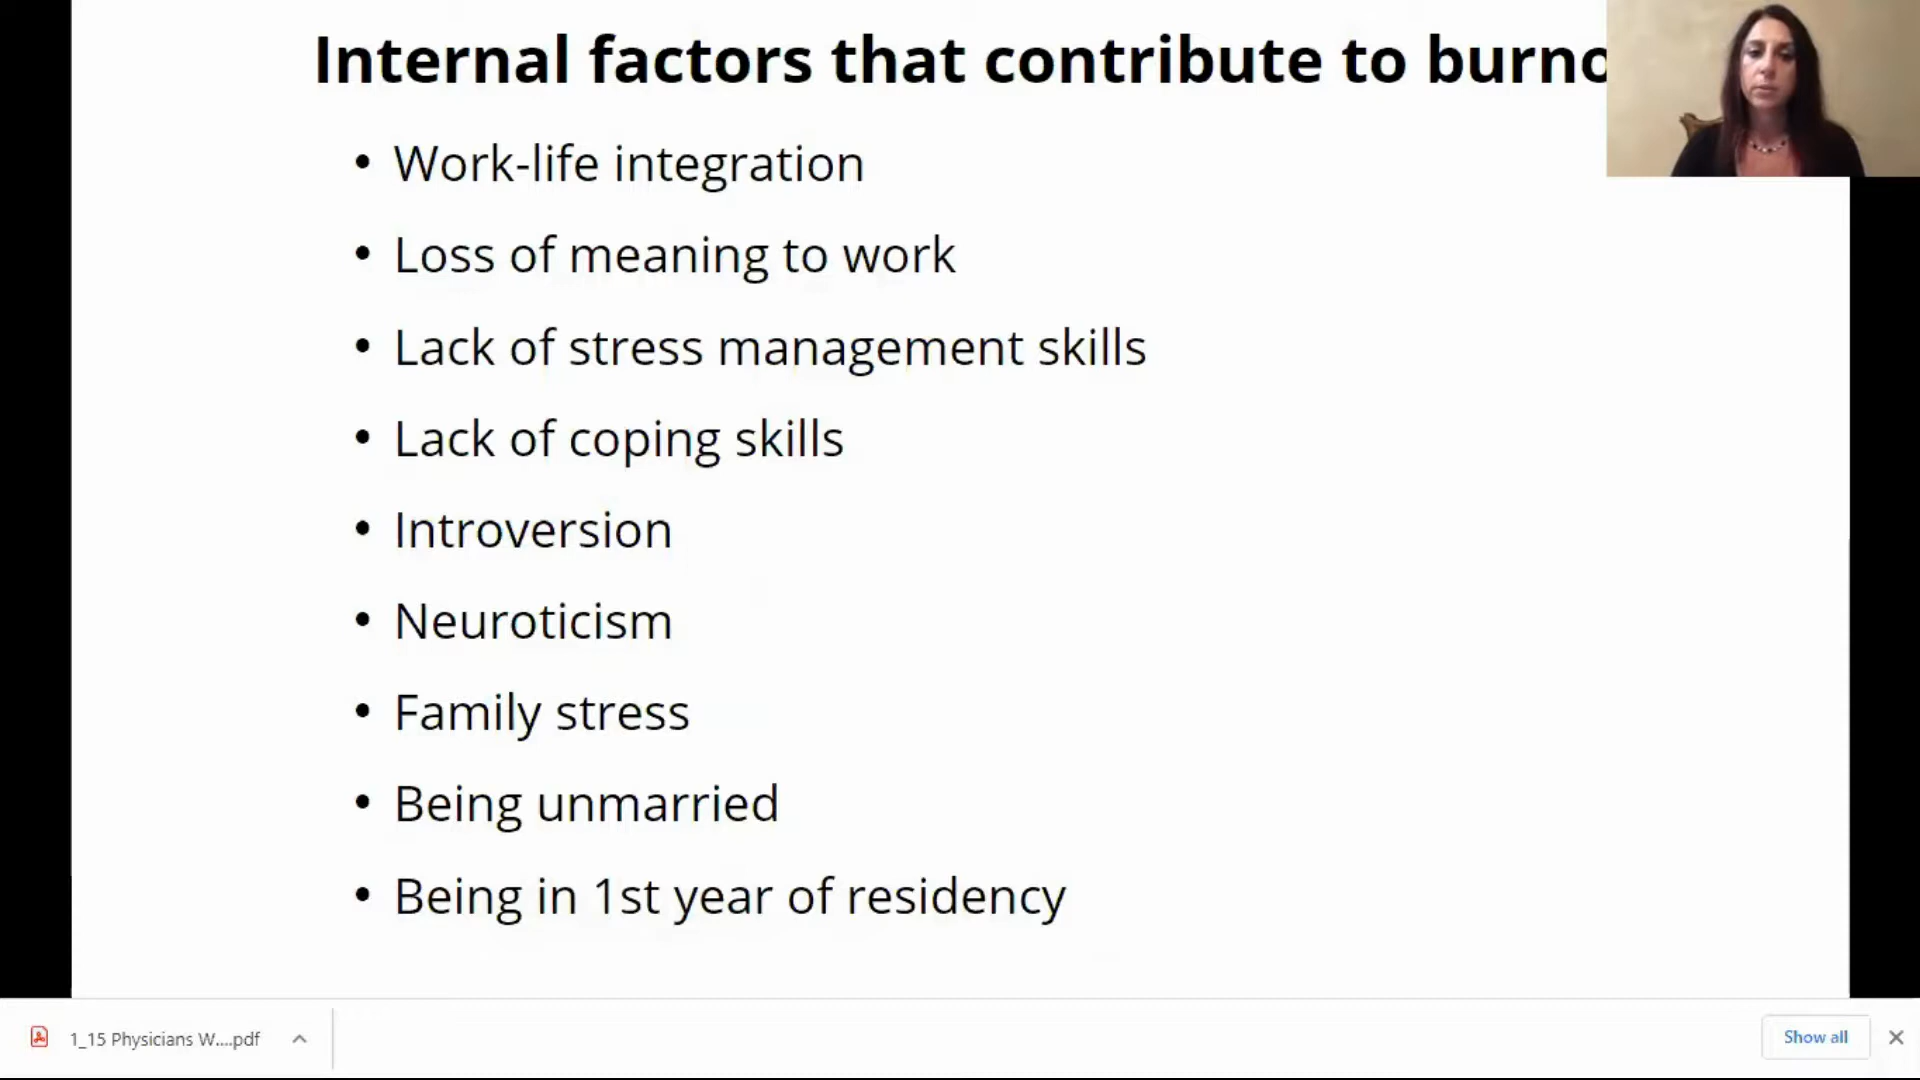 Internal factors that contribute to burno
• Work-life integration
• Loss of meaning to work
• Lack of stress management skills
• Lack of coping skills
• Introversion
• Neuroticism
• Family stress
• Being unmarried
• Being in 1st year of residency
1_15 Physicians W....pdf
Show all